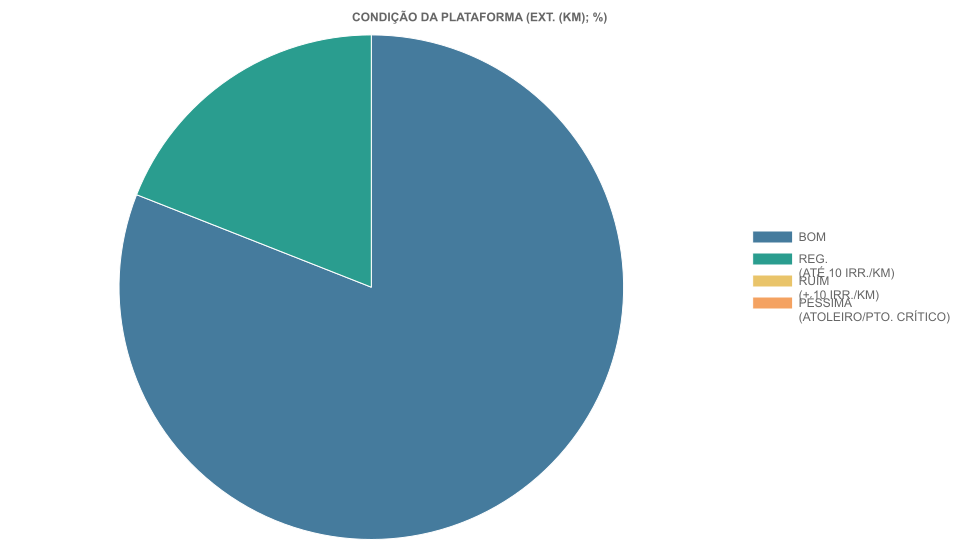 CONDIÇÃO DA PLATAFORMA (EXT. (KM); %)
BOM
REG.
(ATÉ 10 IRR./KM)
RUIM
(+ 10 IRR./KM)
PÉSSIMA
(ATOLEIRO/PTO. CRÍTICO)